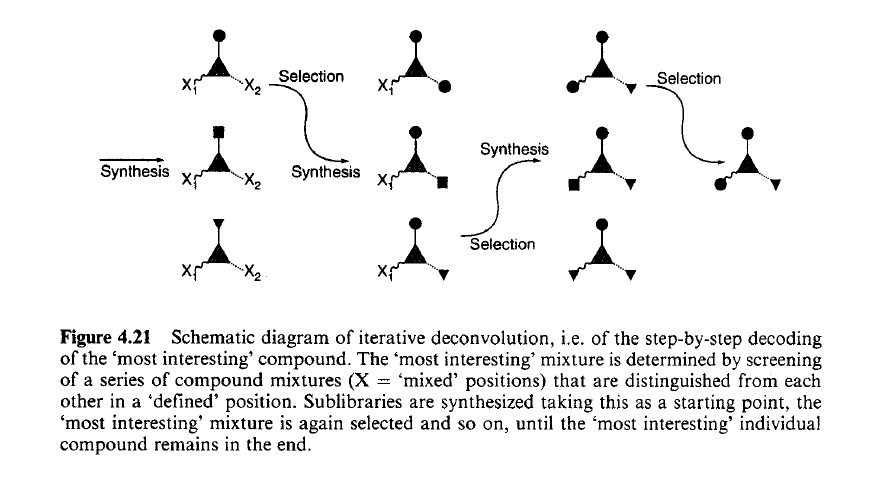 Selection
Selection
X1 X2
X1
Synthesis
Synthesis
Synthesis
X1 X2
X1
Selection
X1 X2
X1
Figure 4.21 Schematic diagram of iterative deconvolution, i.e. of the step-by-step decoding
of the ‘most interesting’ compound. The ‘most interesting’ mixture is determined by screening
of a series of compound mixtures (X = ‘mixed’ positions) that are distinguished from each
other in a ‘defined’ position. Sublibraries are synthesized taking this as a starting point, the
‘most interesting’ mixture is again selected and so on, until the ‘most interesting’ individual
compound remains in the end.